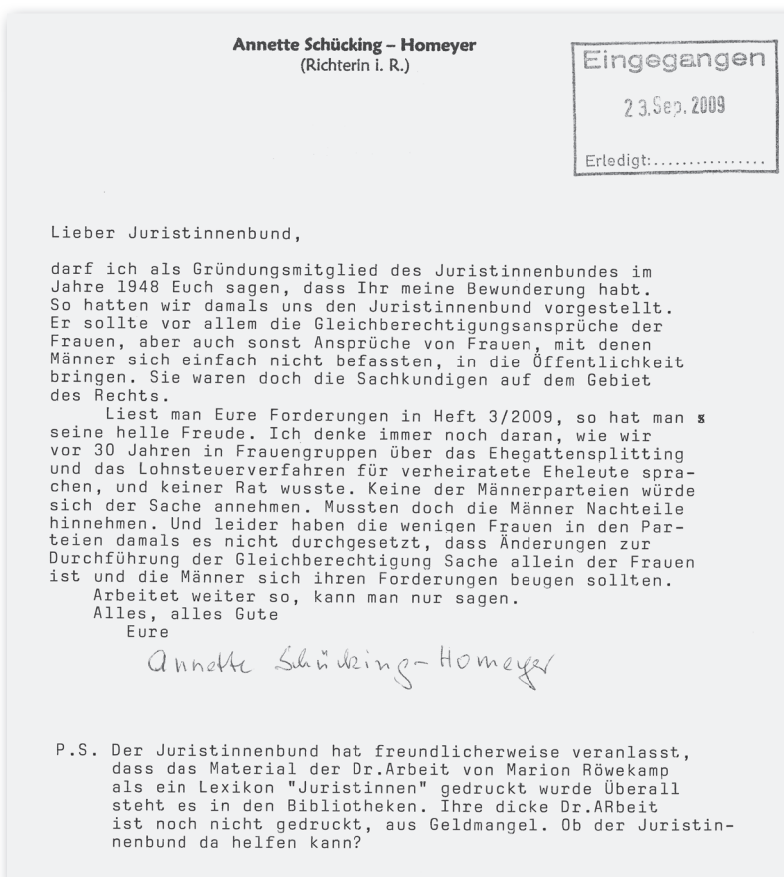 Annette Schücking – Homeyer
(Richterin i. R.)
Eingegangen
23.Sep.2009
Erledigt:................
Lieber Juristinnenbund,
darf ich als Gründungsmitglied des Juristinnenbundes im
Jahre 1948 Euch sagen, dass Ihr meine Bewunderung habt.
So hatten wir damals uns den Juristinnenbund vorgestellt.
Er sollte vor allem die Gleichberechtigungsansprüche der
Frauen, aber auch sonst Ansprüche von Frauen, mit denen
Männer sich einfach nicht befassten, in die Öffentlichkeit
bringen. Sie waren doch die Sachkundigen auf dem Gebiet
des Rechts.
Liest man Eure Forderungen in Heft 3/2009, so hat man s
seine helle Freude. Ich denke immer noch daran, wie wir
vor 30 Jahren in Frauengruppen über das Ehegattensplitting
und das Lohnsteuerverfahren für verheiratete Eheleute spra-
chen, und keiner Rat wusste. Keine der Männerparteien würde
sich der Sache annehmen. Mussten doch die Männer Nachteile
hinnehmen. Und leider haben die wenigen Frauen in den Par-
teien damals es nicht durchgesetzt, dass Änderungen zur
Durchführung der Gleichberechtigung Sache allein der Frauen
ist und die Männer sich ihren Forderungen beugen sollten.
Arbeitet weiter so, kann man nur sagen.
Alles, alles Gute
Eure
Annette Schücking-Homeyer
P.S. Der Juristinnenbund hat freundlicherweise veranlasst,
dass das Material der Dr.Arbeit von Marion Röwekamp
als ein Lexikon "Juristinnen" gedruckt wurde Überall
steht es in den Bibliotheken. Ihre dicke Dr.ARbeit
ist noch nicht gedruckt, aus Geldmangel. Ob der Juristin-
nenbund da helfen kann?